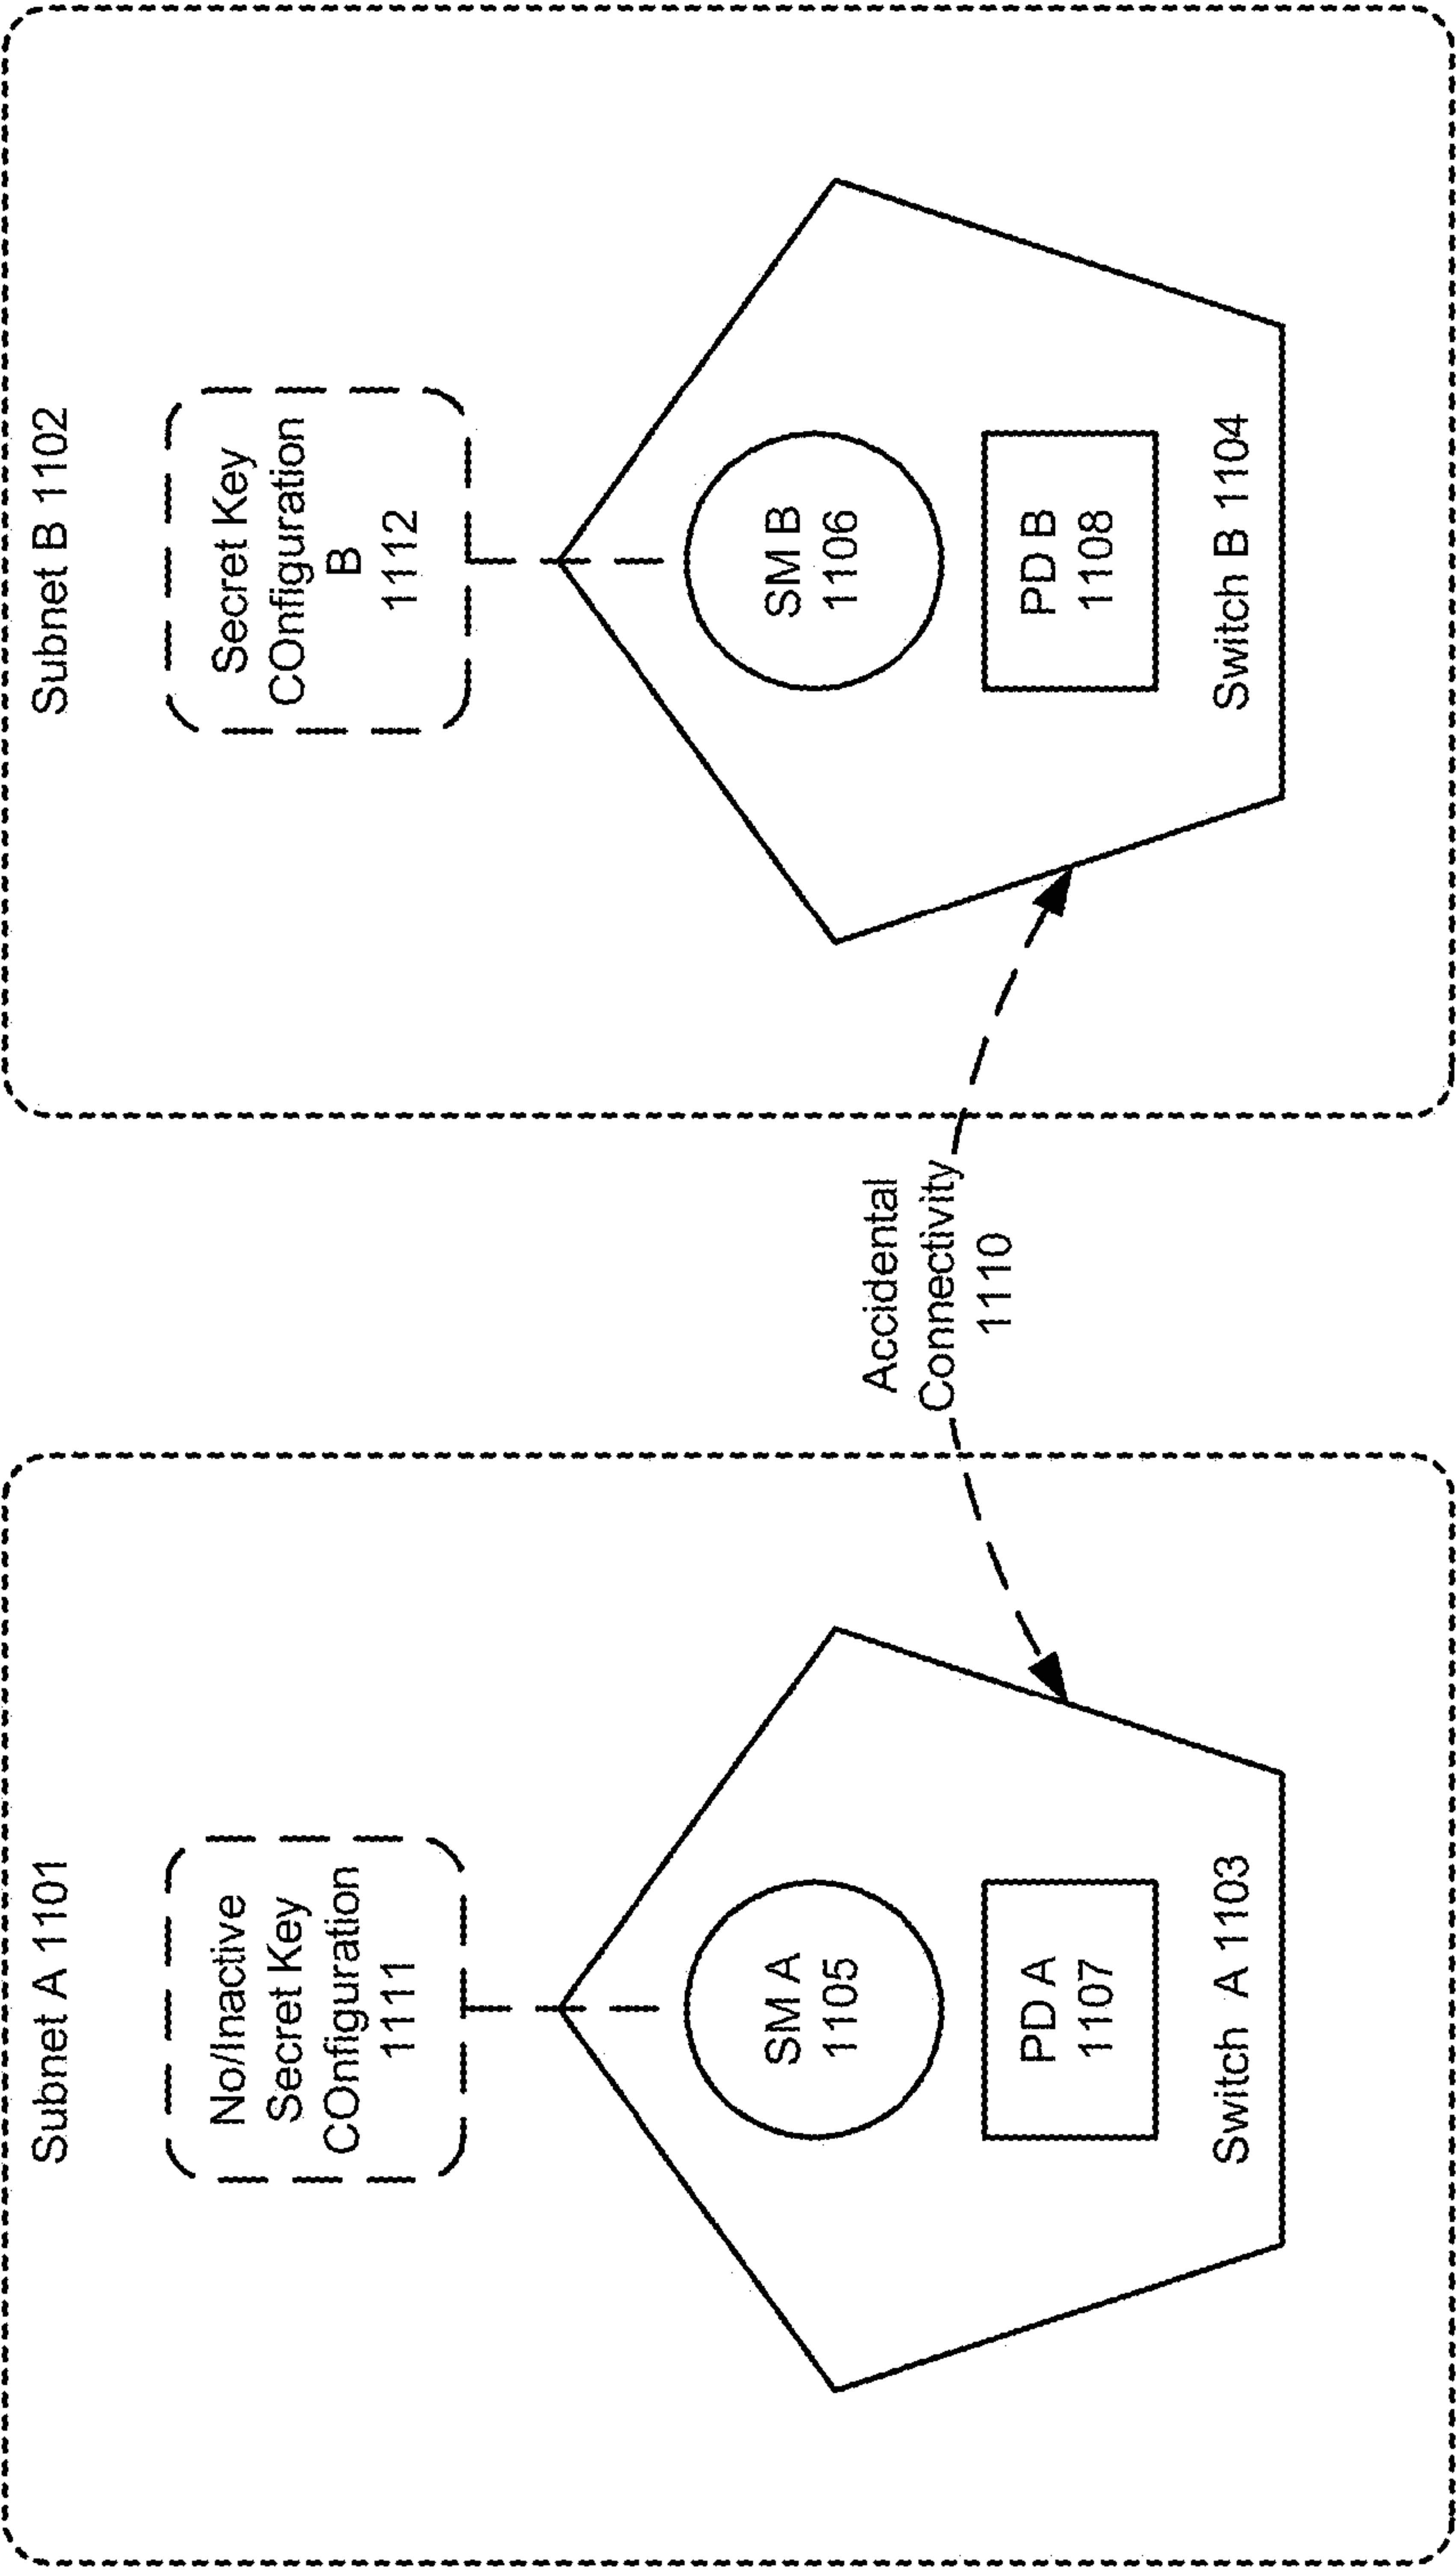 Subnet A 1101
No/Inactive
Secret Key
COnfiguration
1111
SM A
1105
PD A
1107
Switch A 1103
Accidental
Connectivity
1110
Subnet B 1102
Secret Key
COnfiguration
B
1112
SM B
1106
PD B
1108
Switch B 1104